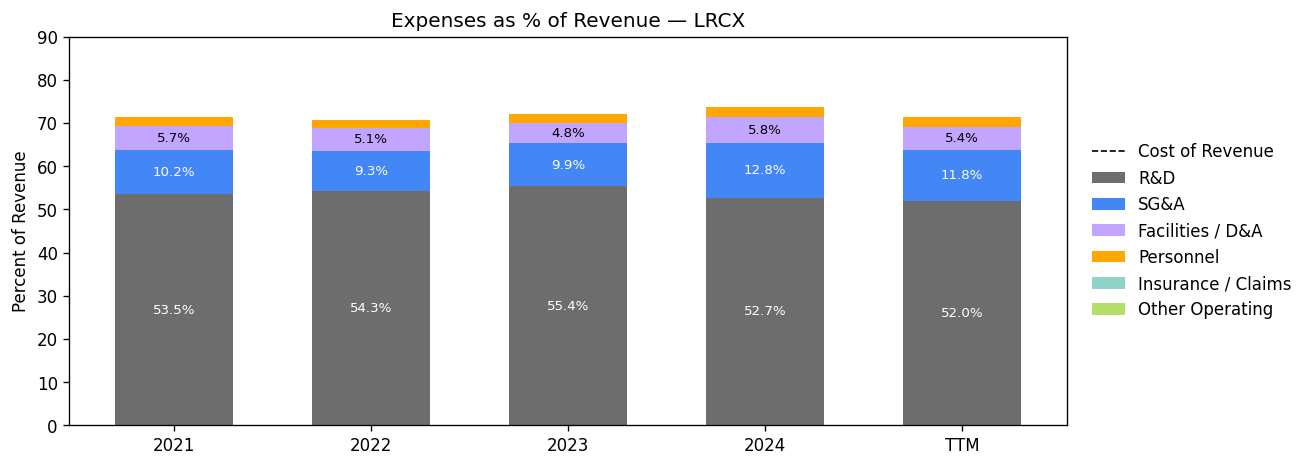 Expenses as % of Revenue — LRCX
Percent of Revenue
90
80
70
60
50
40
30
20
10
0
5.7%
10.2%
53.5%
5.1%
9.3%
54.3%
4.8%
9.9%
55.4%
5.8%
12.8%
52.7%
5.4%
11.8%
52.0%
2021
2022
2023
2024
TTM
Cost of Revenue
R&D
SG&A
Facilities / D&A
Personnel
Insurance / Claims
Other Operating